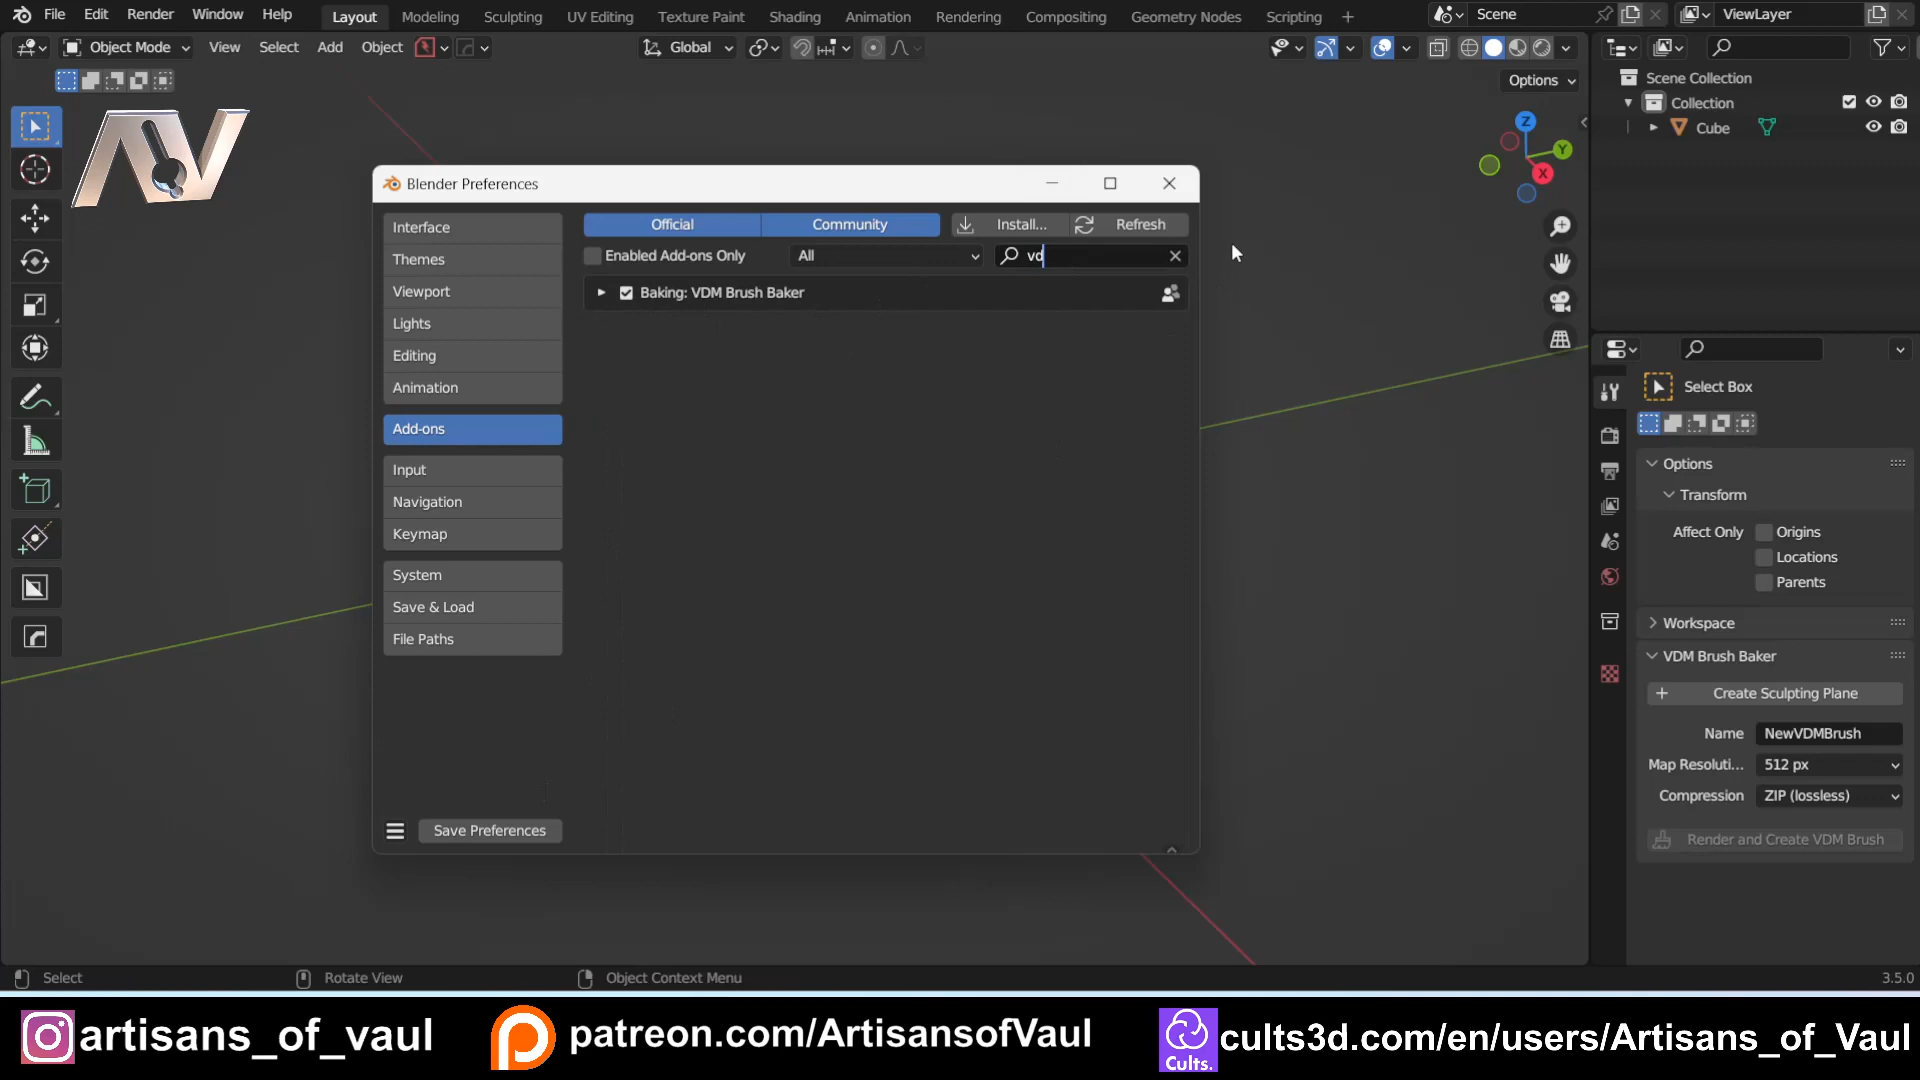 File Edit Render Window Help Layout Modeling Sculpting UV Editing Texture Paint Shading Animation Rendering Compositing Geometry Nodes Scripting + Scene ViewLayer
Object Mode View Select Add Object Global
Options
Scene Collection
Collection
Cube
Z
Y
X
AV
Blender Preferences
Interface
Themes
Viewport
Lights
Editing
Animation
Add-ons
Input
Navigation
Keymap
System
Save & Load
File Paths
Save Preferences
Official Community Install... Refresh
Enabled Add-ons Only All vd
Baking: VDM Brush Baker
Select Box
Options
Transform
Affect Only Origins
Locations
Parents
Workspace
VDM Brush Baker
+ Create Sculpting Plane
Name NewVDMBrush
Map Resoluti... 512 px
Compression ZIP (lossless)
Render and Create VDM Brush
Select Rotate View Object Context Menu 3.5.0
artisans_of_vaul patreon.com/ArtisansofVaul Cults. cults3d.com/en/users/Artisans_of_Vaul